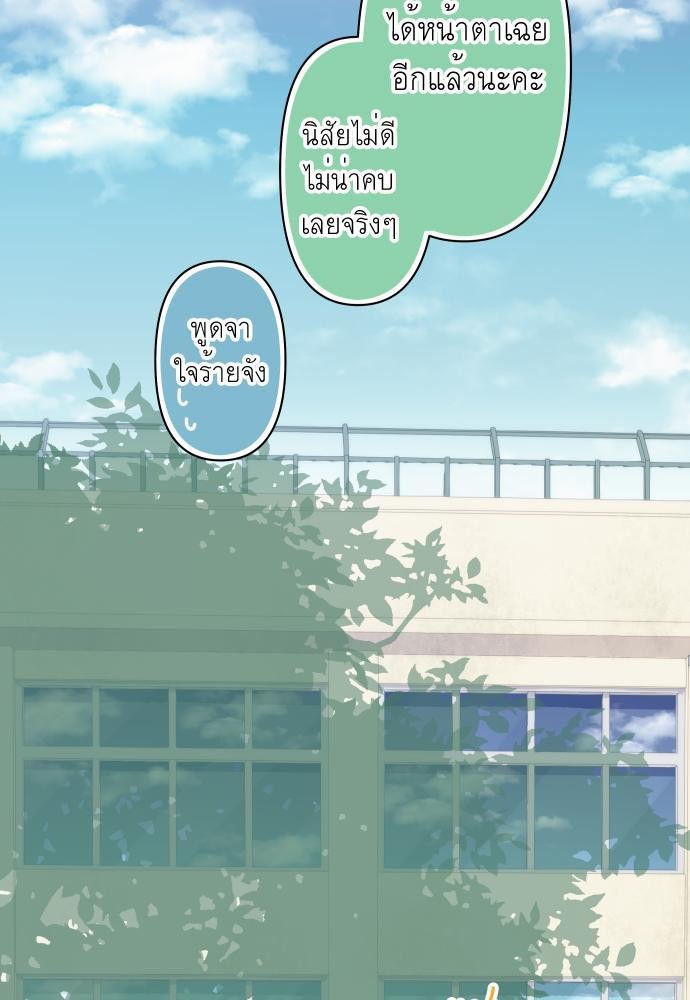 ได้หน้าตาเฉย
อีกแล้วนะคะ
นิสัยไม่ดี
ไม่น่าคบ
เลยจริงๆ
พูดจา
ใจร้ายจัง